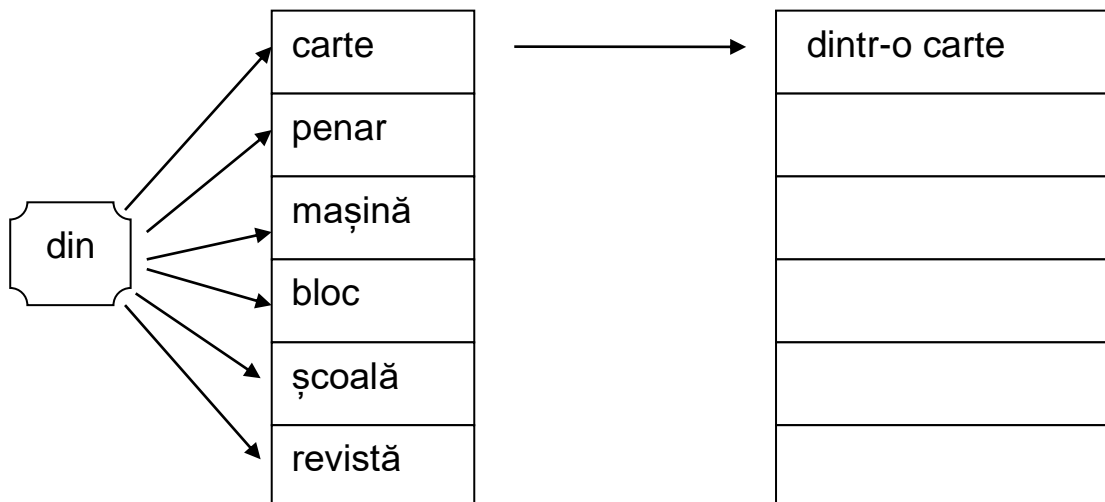 carte
dintr-o carte
penar
mașină
din
bloc
școală
revistă